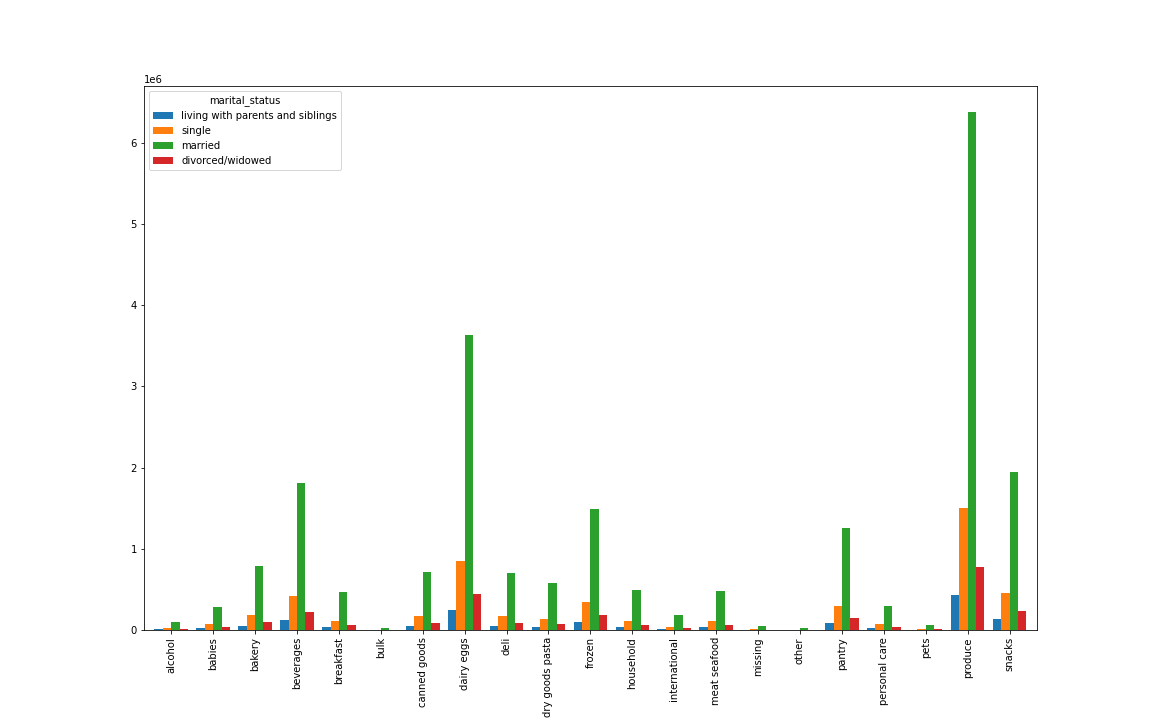 1e6
marital_status
living with parents and siblings
single
married
divorced/widowed
6
5
4
3
2
1
0
alcohol
babies
bakery
beverages
breakfast
bulk
canned goods
dairy eggs
deli
dry goods pasta
frozen
household
international
meat seafood
missing
other
pantry
personal care
pets
produce
snacks